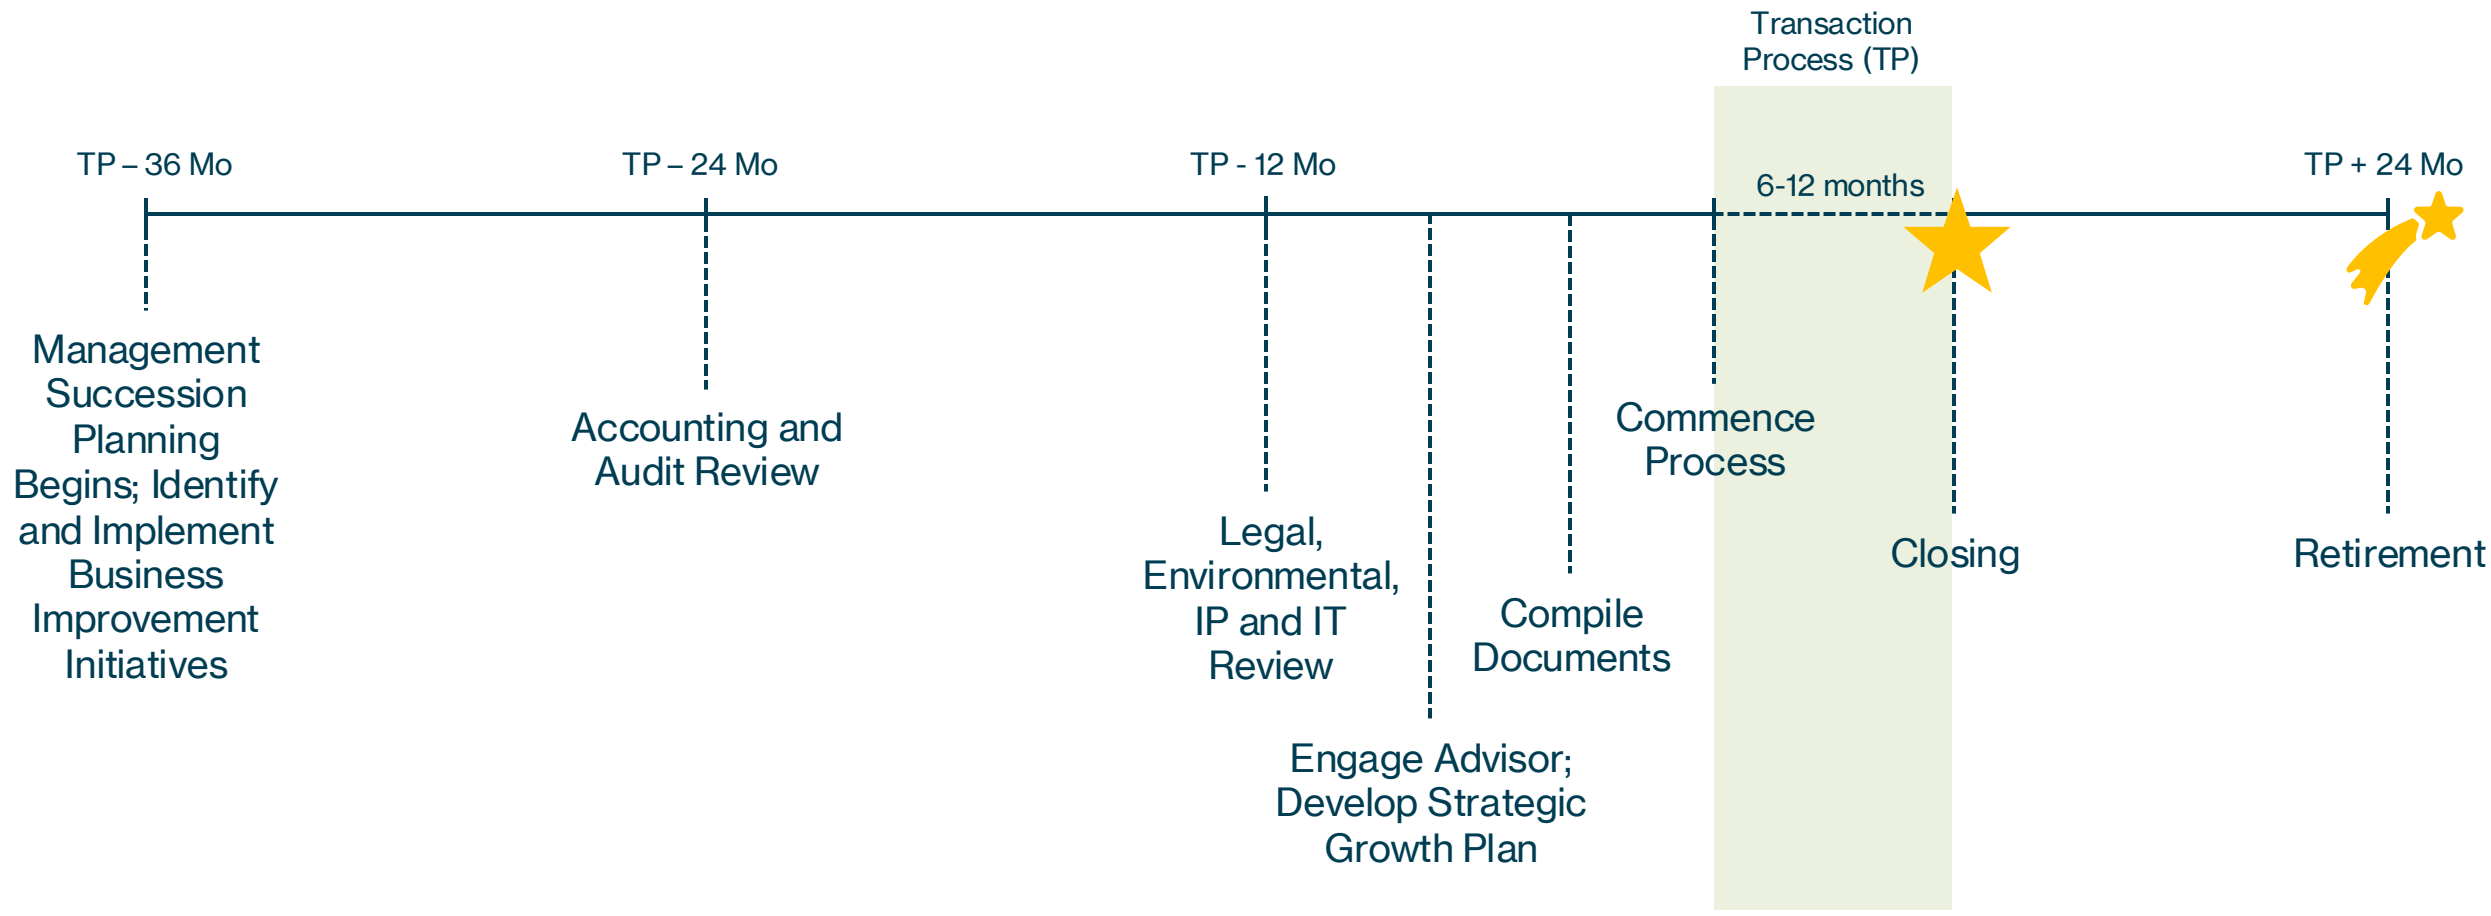 Transaction
Process (TP)
TP – 36 Mo
TP – 24 Mo
TP - 12 Mo
6-12 months
TP + 24 Mo
Management
Succession
Planning
Begins; Identify
and Implement
Business
Improvement
Initiatives
Accounting and
Audit Review
Legal,
Environmental,
IP and IT
Review
Engage Advisor;
Develop Strategic
Growth Plan
Compile
Documents
Commence
Process
Closing
Retirement